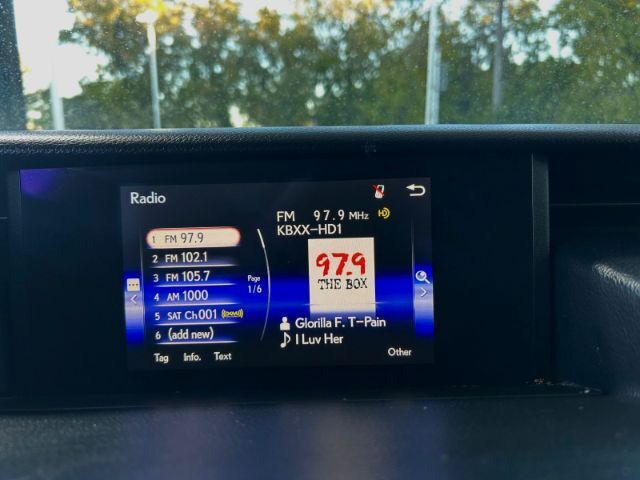 Radio
FM 97.9 MHz HD
KBXX-HD1
1 FM 97.9
2 FM 102.1
3 FM 105.7
4 AM 1000
5 SAT Ch001 ((SXM))
6 (add new)
Page
1/6
97.9
THE BOX
Glorilla F. T-Pain
I Luv Her
Tag Info. Text
Other